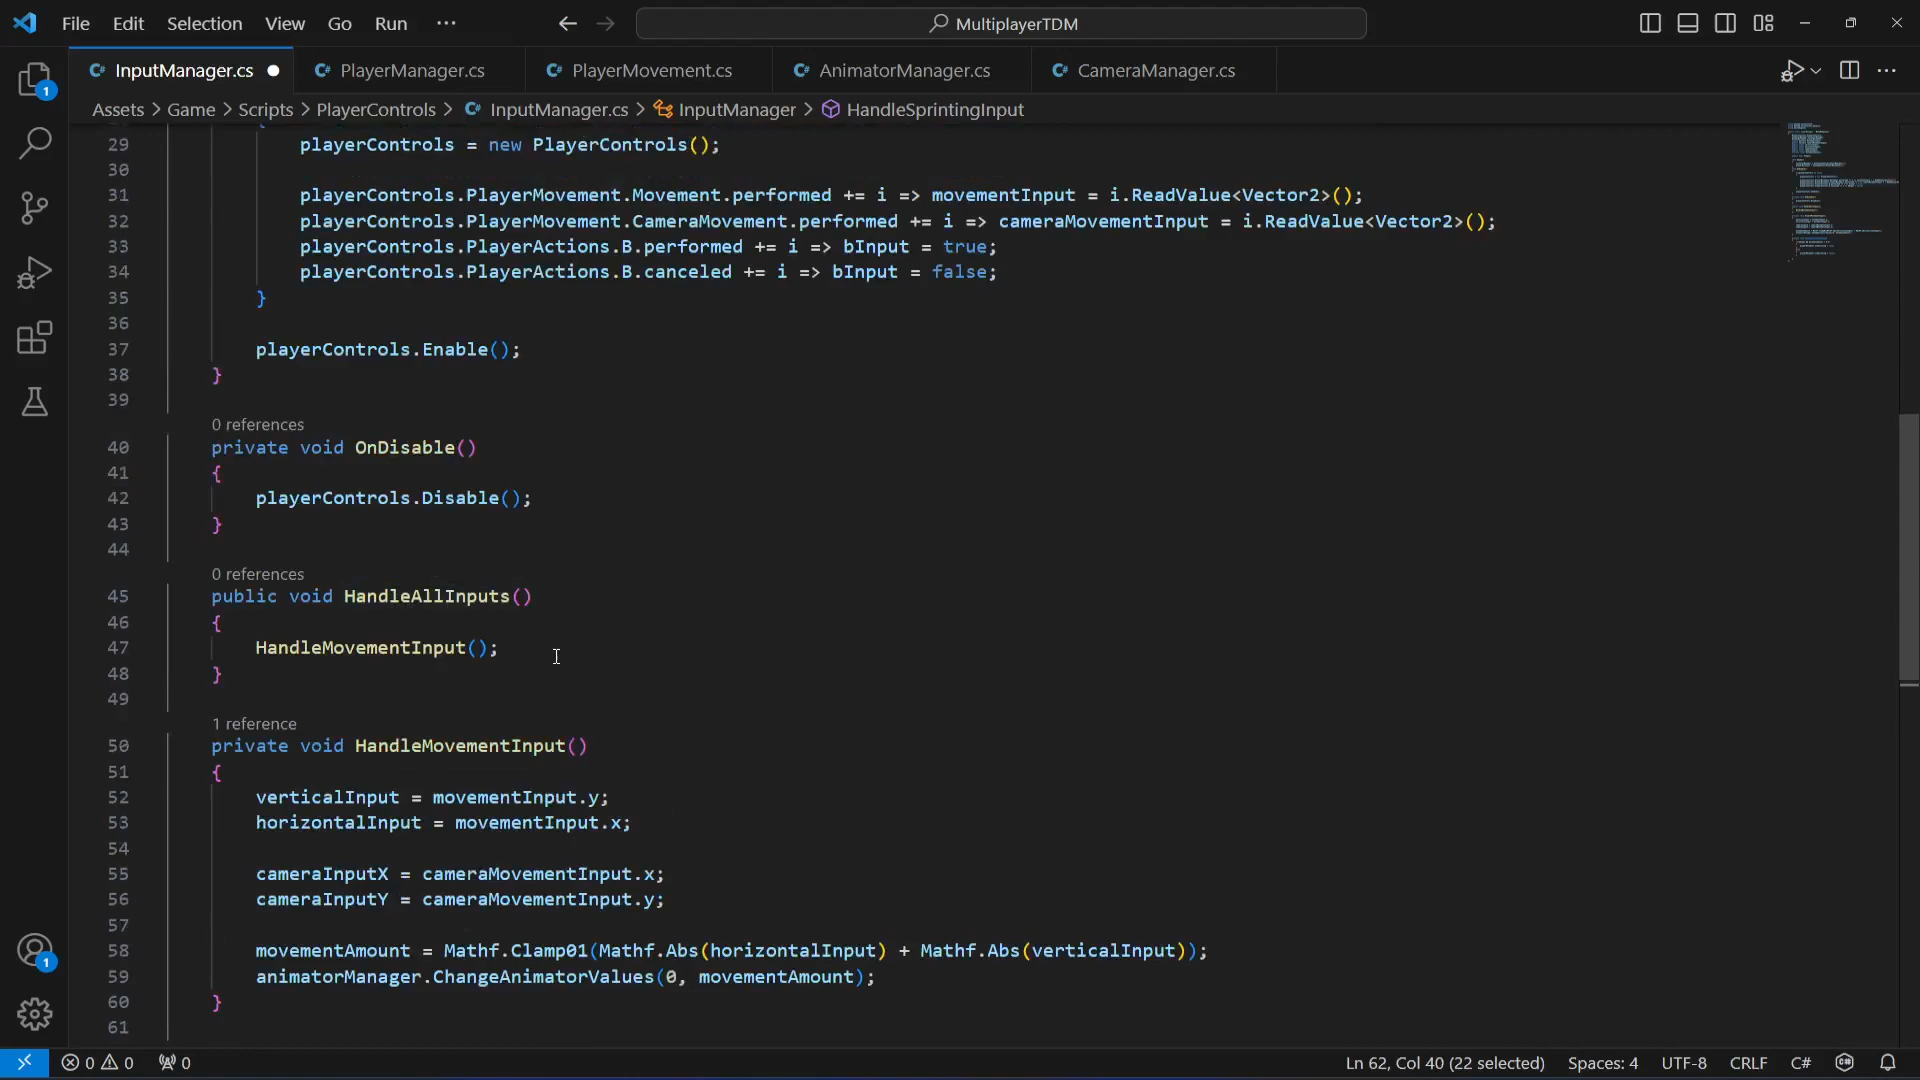 File Edit Selection View Go Run ··· MultiplayerTDM
InputManager.cs PlayerManager.cs PlayerMovement.cs AnimatorManager.cs CameraManager.cs
Assets > Game > Scripts > PlayerControls > InputManager.cs > InputManager > HandleSprintingInput
29 playerControls = new PlayerControls();
30
31 playerControls.PlayerMovement.Movement.performed += i => movementInput = i.ReadValue<Vector2>();
32 playerControls.PlayerMovement.CameraMovement.performed += i => cameraMovementInput = i.ReadValue<Vector2>();
33 playerControls.PlayerActions.B.performed += i => bInput = true;
34 playerControls.PlayerActions.B.canceled += i => bInput = false;
35 }
36
37 playerControls.Enable();
38 }
39
0 references
40 private void OnDisable()
41 {
42 playerControls.Disable();
43 }
44
0 references
45 public void HandleAllInputs()
46 {
47 HandleMovementInput();
48 }
49
1 reference
50 private void HandleMovementInput()
51 {
52 verticalInput = movementInput.y;
53 horizontalInput = movementInput.x;
54
55 cameraInputX = cameraMovementInput.x;
56 cameraInputY = cameraMovementInput.y;
57
58 movementAmount = Mathf.Clamp01(Mathf.Abs(horizontalInput) + Mathf.Abs(verticalInput));
59 animatorManager.ChangeAnimatorValues(0, movementAmount);
60 }
61
1
1
0 0 0 Ln 62, Col 40 (22 selected) Spaces: 4 UTF-8 CRLF C#